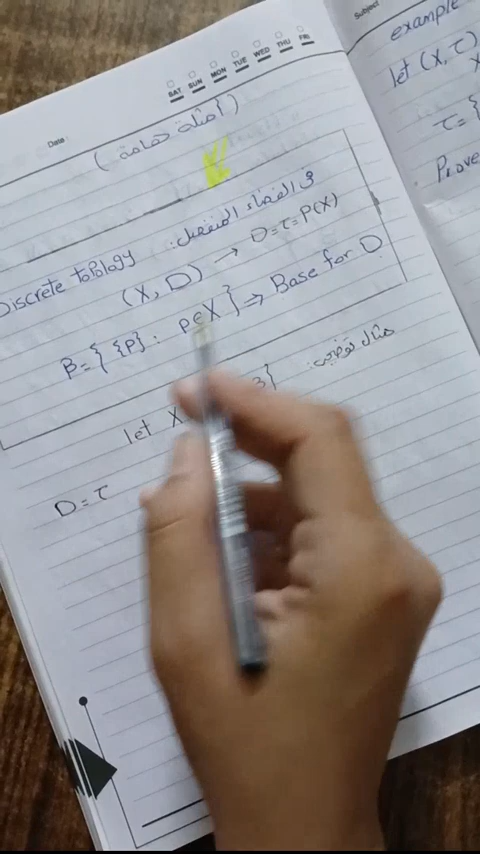 Date:
SAT SUN MON TUE WED THU FRI
(أمثلة هامة)
Discrete topology في الفضاء المنفصل:
(X, D) → D=τ=P(X)
β={ {P} : p∈X } ⇒ Base for D
مثال توضيحي:
let X 3}
D=τ
Subject
example
let (X, τ)
X
τ={
Prove